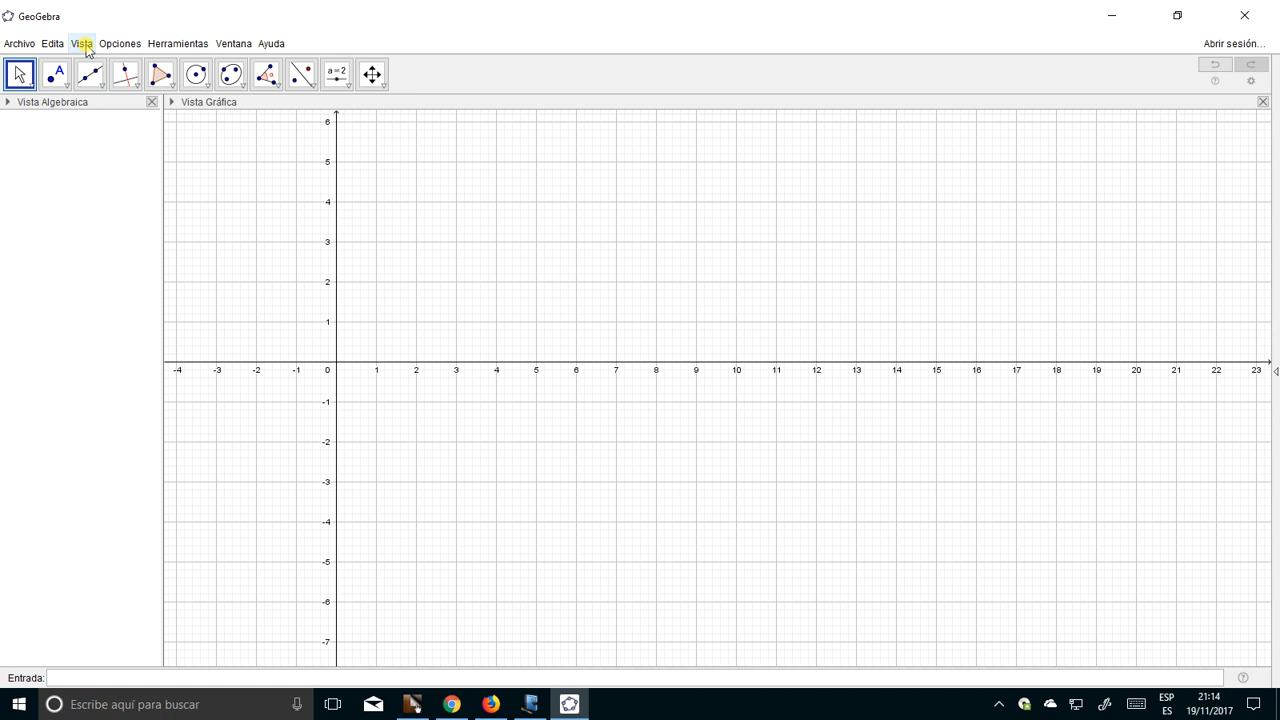 GeoGebra
Archivo Edita Vista Opciones Herramientas Ventana Ayuda Abrir sesión...
A a=2
Vista Algebraica Vista Gráfica
6
5
4
3
2
1
-4 -3 -2 -1 0 1 2 3 4 5 6 7 8 9 10 11 12 13 14 15 16 17 18 19 20 21 22 23
-1
-2
-3
-4
-5
-6
-7
Entrada:
Escribe aquí para buscar
ESP 21:14
ES 19/11/2017